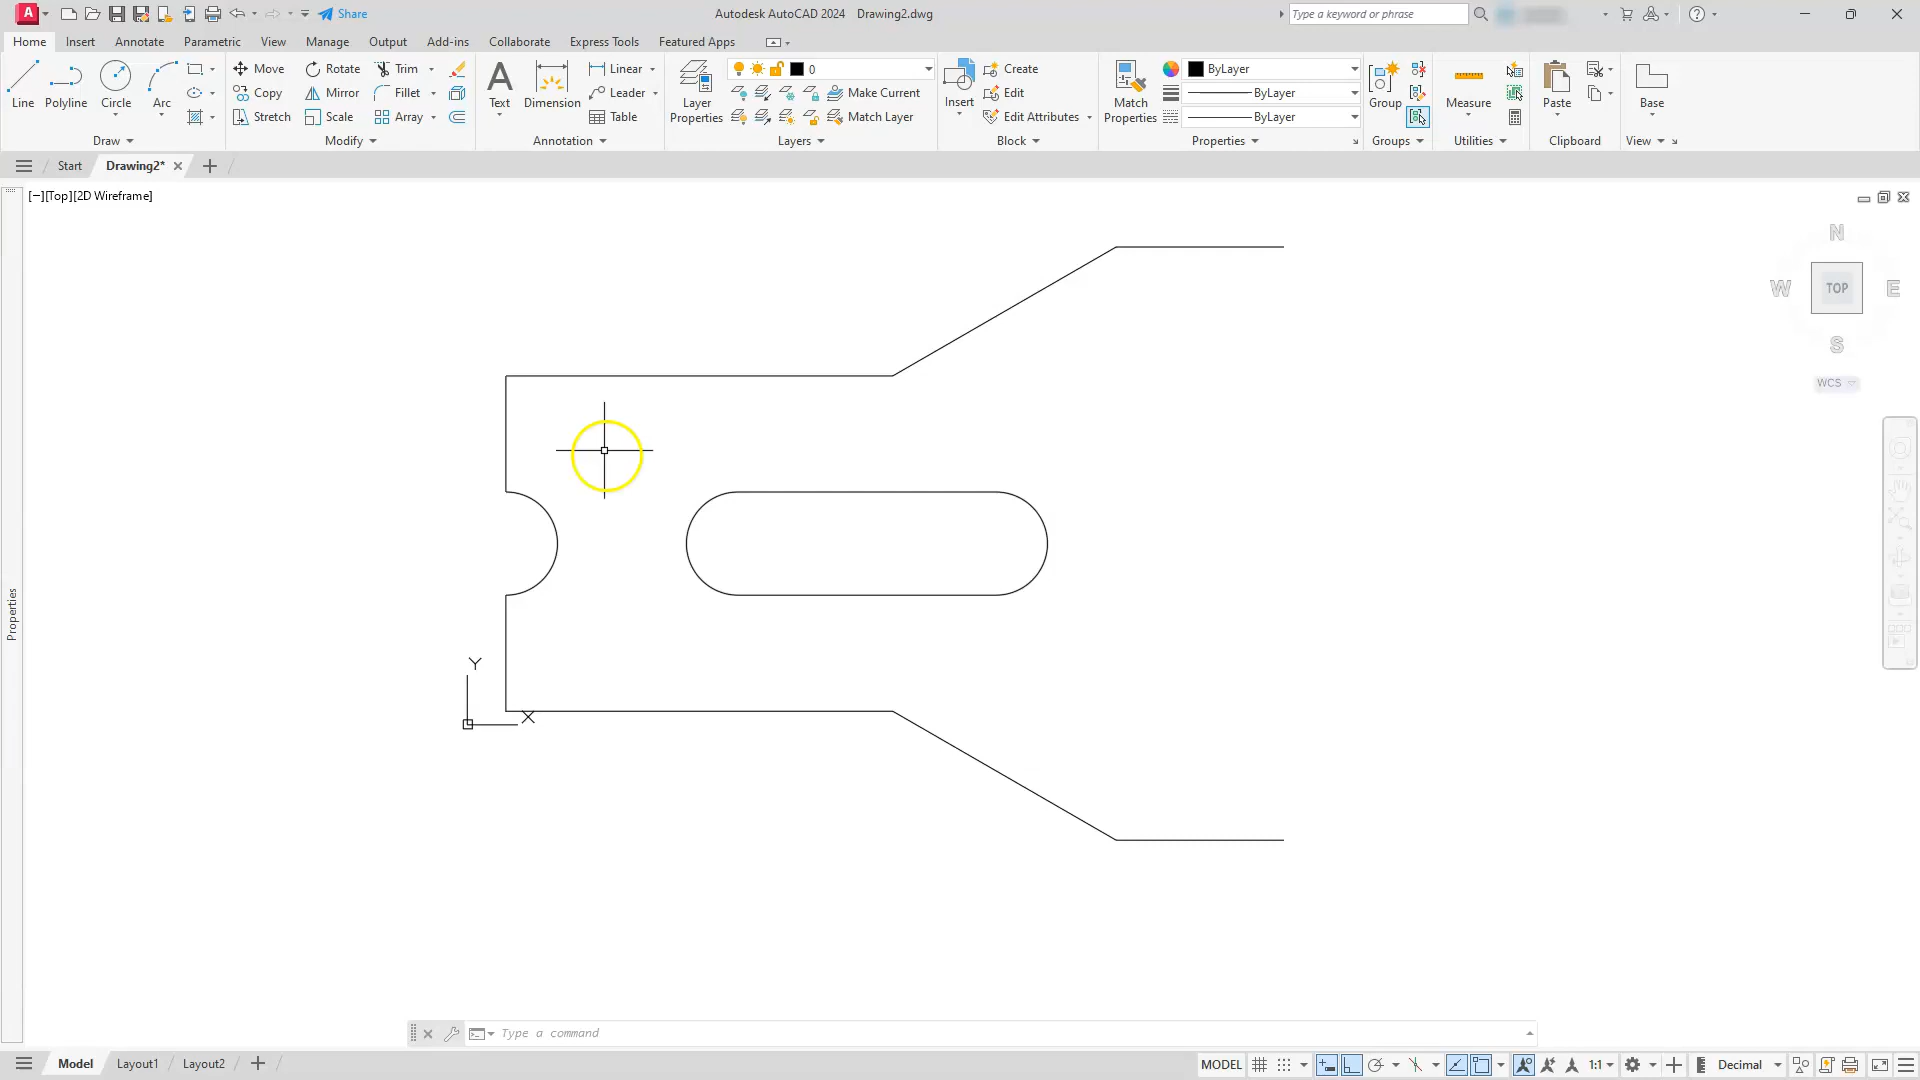 A Share Autodesk AutoCAD 2024 Drawing2.dwg Type a keyword or phrase
Home Insert Annotate Parametric View Manage Output Add-ins Collaborate Express Tools Featured Apps
Line Polyline Circle Arc
Draw
Move Rotate Trim
Copy Mirror Fillet
Stretch Scale Array
Modify
Text Dimension
Linear
Leader
Table
Annotation
Layer Properties
0
Make Current
Match Layer
Layers
Insert
Create
Edit
Edit Attributes
Block
Match Properties
ByLayer
ByLayer
ByLayer
Properties
Group
Groups
Measure
Utilities
Paste
Clipboard
Base
View
Start Drawing2*
[−][Top][2D Wireframe]
N
W TOP E
S
WCS
Properties
Y
X
Type a command
Model Layout1 Layout2 MODEL 1:1 Decimal